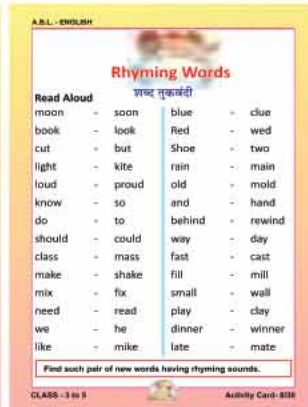 A.B.L. - ENGLISH
Rhyming Words
शब्द तुकबंदी
Read Aloud
moon - soon blue - clue
book - look Red - wed
cut - but Shoe - two
light - kite rain - main
loud - proud old - mold
know - so and - hand
do - to behind - rewind
should - could way - day
class - mass fast - cast
make - shake fill - mill
mix - fix small - wall
need - read play - clay
we - he dinner - winner
like - mike late - mate
Find such pair of new words having rhyming sounds.
CLASS - 3 to 5 Activity Card-